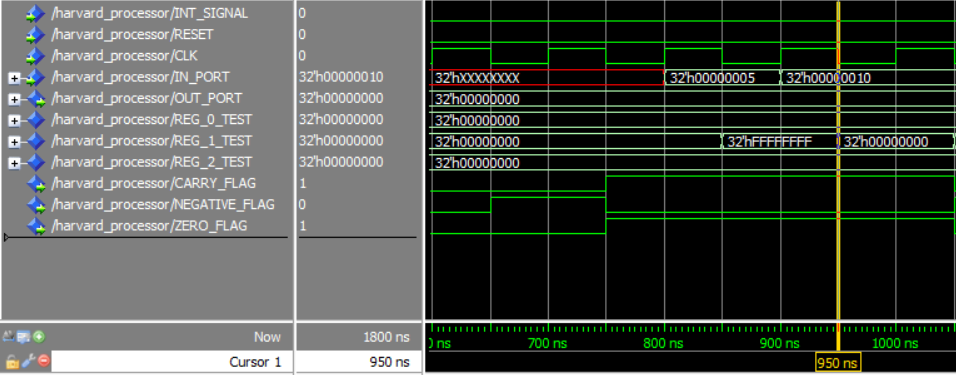 /harvard_processor/INT_SIGNAL 0
/harvard_processor/RESET 0
/harvard_processor/CLK 0
/harvard_processor/IN_PORT 32'h00000010 32'hXXXXXXXX 32'h00000005 32'h00000010
/harvard_processor/OUT_PORT 32'h00000000 32'h00000000
/harvard_processor/REG_0_TEST 32'h00000000 32'h00000000
/harvard_processor/REG_1_TEST 32'h00000000 32'h00000000 32'hFFFFFFFF 32'h00000000
/harvard_processor/REG_2_TEST 32'h00000000 32'h00000000
/harvard_processor/CARRY_FLAG 1
/harvard_processor/NEGATIVE_FLAG 0
/harvard_processor/ZERO_FLAG 1
Now 1800 ns ns 700 ns 800 ns 900 ns 1000 ns
Cursor 1 950 ns 950 ns